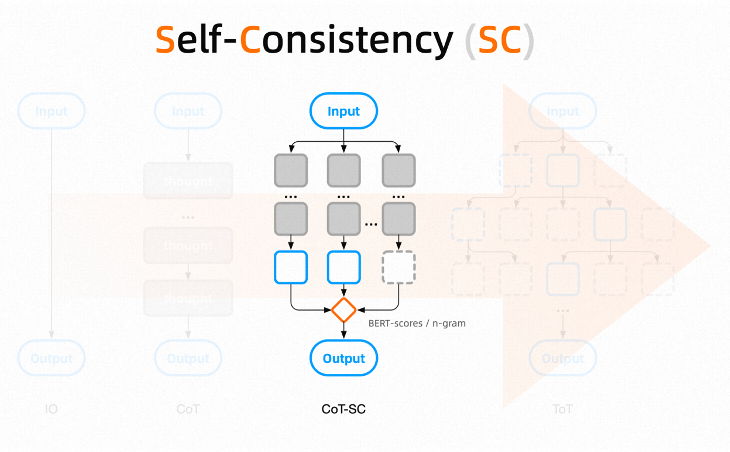 Self-Consistency (SC)
Input Input Input Input
thought
... ... ... ...
thought
...
thought
BERT-scores / n-gram
...
Output Output Output Output
IO CoT CoT-SC ToT